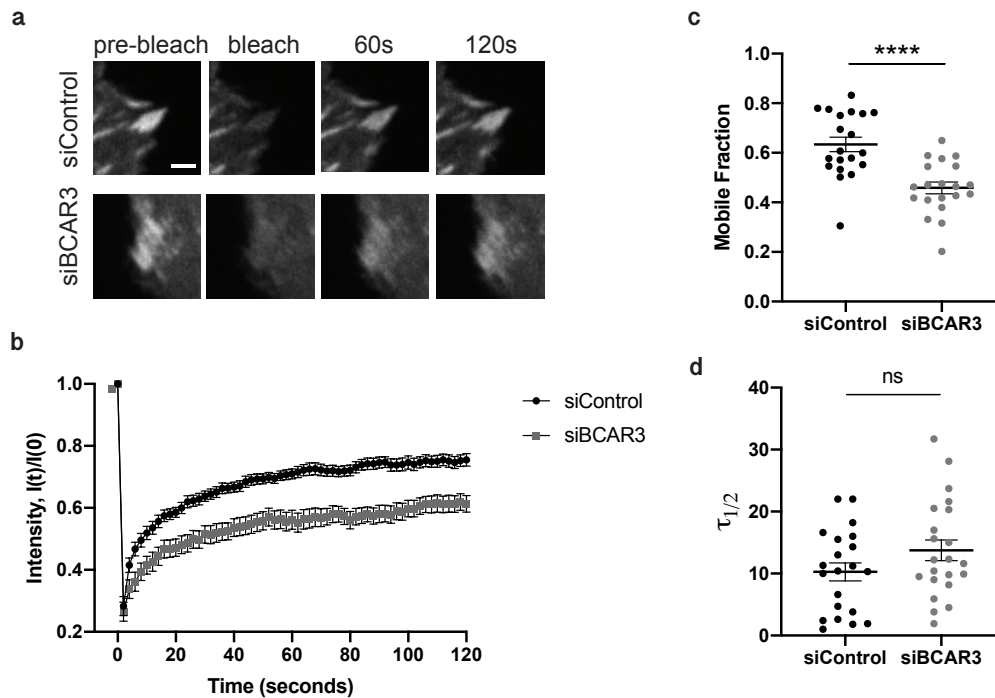 a
pre-bleach bleach 60s 120s
siControl
siBCAR3
b
Intensity, I(t)/I(0)
1.0
0.8
0.6
0.4
0.2
0 20 40 60 80 100 120
Time (seconds)
siControl
siBCAR3
c
****
Mobile Fraction
1.0
0.8
0.6
0.4
0.2
0.0
siControl siBCAR3
d
ns
τ1/2
40
30
20
10
0
siControl siBCAR3